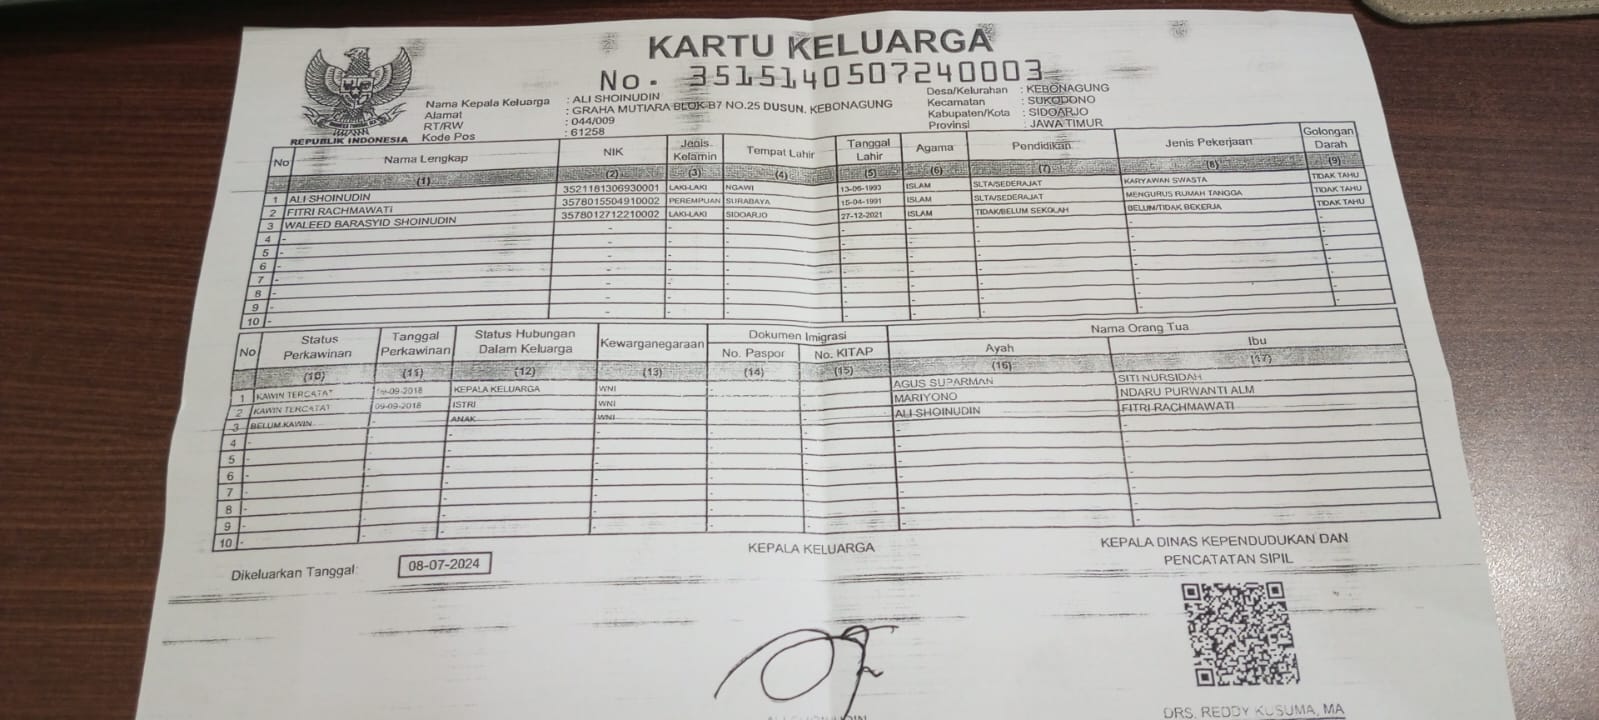 KARTU KELUARGA
No. 3515140507240003
REPUBLIK INDONESIA
Nama Kepala Keluarga : ALI SHOINUDIN
Alamat : GRAHA MUTIARA BLOK B7 NO.25 DUSUN. KEBONAGUNG
RT/RW : 044/009
Kode Pos : 61258
Desa/Kelurahan : KEBONAGUNG
Kecamatan : SUKODONO
Kabupaten/Kota : SIDOARJO
Provinsi : JAWA TIMUR
No Nama Lengkap NIK Jenis Kelamin Tempat Lahir Tanggal Lahir Agama Pendidikan Jenis Pekerjaan Golongan Darah
(1) (2) (3) (4) (5) (6) (7) (8) (9)
1 ALI SHOINUDIN 3521181306930001 LAKI-LAKI NGAWI 13-06-1993 ISLAM SLTA/SEDERAJAT KARYAWAN SWASTA TIDAK TAHU
2 FITRI RACHMAWATI 3578015504910002 PEREMPUAN SURABAYA 15-04-1991 ISLAM SLTA/SEDERAJAT MENGURUS RUMAH TANGGA TIDAK TAHU
3 WALEED BARASYID SHOINUDIN 3578012712210002 LAKI-LAKI SIDOARJO 27-12-2021 ISLAM TIDAK/BELUM SEKOLAH BELUM/TIDAK BEKERJA TIDAK TAHU
4 -
5 -
6 -
7 -
8 -
9 -
10 -
No Status Perkawinan Tanggal Perkawinan Status Hubungan Dalam Keluarga Kewarganegaraan Dokumen Imigrasi Nama Orang Tua
No. Paspor No. KITAP Ayah Ibu
(10) (11) (12) (13) (14) (15) (16) (17)
1 KAWIN TERCATAT -09-2018 KEPALA KELUARGA WNI - - AGUS SUPARMAN SITI NURSIDAH
2 KAWIN TERCATAT 09-09-2018 ISTRI WNI - - MARIYONO NDARU PURWANTI ALM
3 BELUM KAWIN - ANAK WNI - - ALI SHOINUDIN FITRI RACHMAWATI
4 -
5 -
6 -
7 -
8 -
9 -
10 -
Dikeluarkan Tanggal: 08-07-2024
KEPALA KELUARGA
KEPALA DINAS KEPENDUDUKAN DAN
PENCATATAN SIPIL
DRS. REDDY KUSUMA, MA